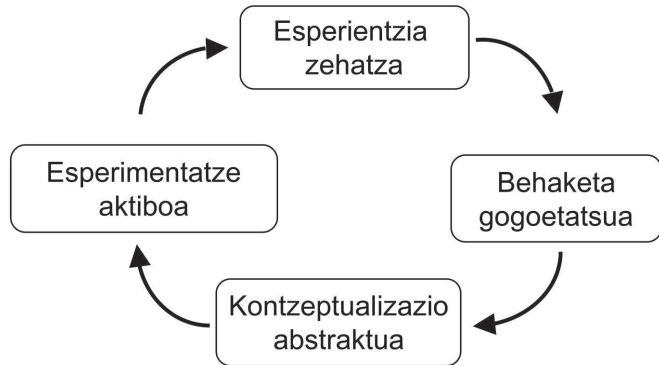 Esperientzia
zehatza
Behaketa
gogoetatsua
Kontzeptualizazio
abstraktua
Esperimentatze
aktiboa